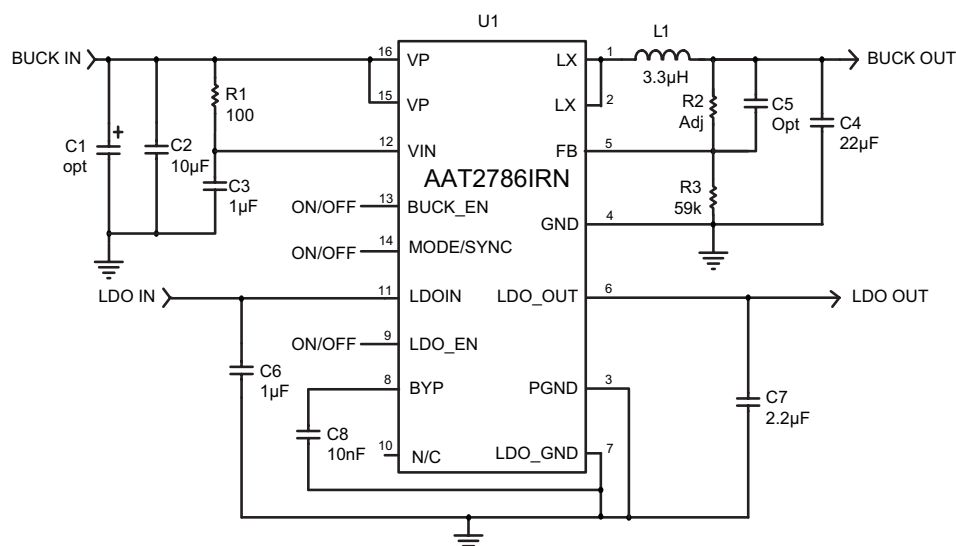 U1
BUCK IN
16
VP
LX
1
L1
3.3µH
BUCK OUT
15
VP
LX
2
R1
100
R2
Adj
C5
Opt
C4
22µF
C1
opt
+
C2
10µF
12
VIN
FB
5
C3
1µF
AAT2786IRN
R3
59k
ON/OFF
13
BUCK_EN
GND
4
ON/OFF
14
MODE/SYNC
LDO IN
11
LDOIN
LDO_OUT
6
LDO OUT
ON/OFF
9
LDO_EN
C6
1µF
8
BYP
PGND
3
C7
2.2µF
C8
10nF
10
N/C
LDO_GND
7